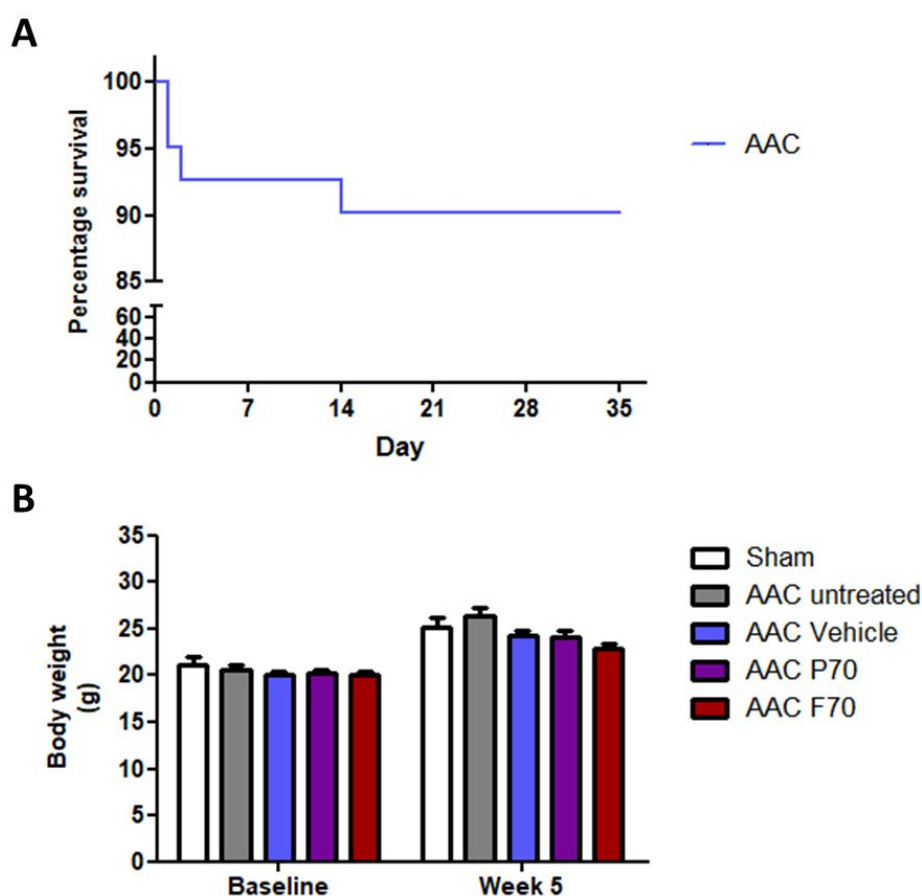 A
Percentage survival
100
95
90
85
60
40
20
0
0 7 14 21 28 35
Day
AAC
B
Body weight
(g)
35
30
25
20
15
10
5
0
Baseline Week 5
Sham
AAC untreated
AAC Vehicle
AAC P70
AAC F70